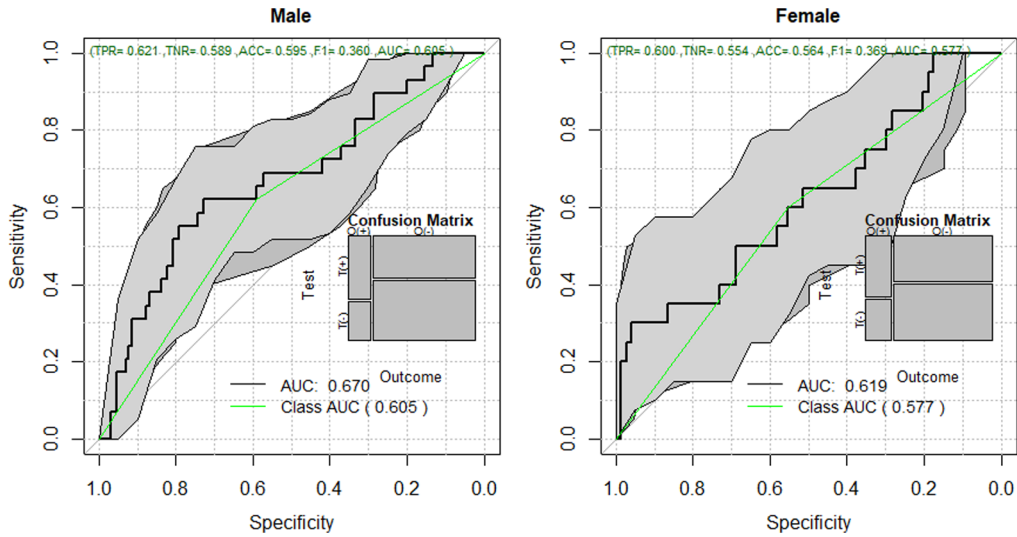 Male
(TPR= 0.621 ,TNR= 0.589 ,ACC= 0.595 ,F1= 0.360 ,AUC= 0.605 )
Sensitivity
1.0
0.8
0.6
0.4
0.2
0.0
Confusion Matrix
O(+) O(-)
T(+)
T(-)
Test
Outcome
AUC: 0.670
Class AUC ( 0.605 )
1.0 0.8 0.6 0.4 0.2 0.0
Specificity
Female
(TPR= 0.600 ,TNR= 0.554 ,ACC= 0.564 ,F1= 0.369 ,AUC= 0.577 )
Sensitivity
1.0
0.8
0.6
0.4
0.2
0.0
Confusion Matrix
O(+) O(-)
T(+)
T(-)
Test
Outcome
AUC: 0.619
Class AUC ( 0.577 )
1.0 0.8 0.6 0.4 0.2 0.0
Specificity